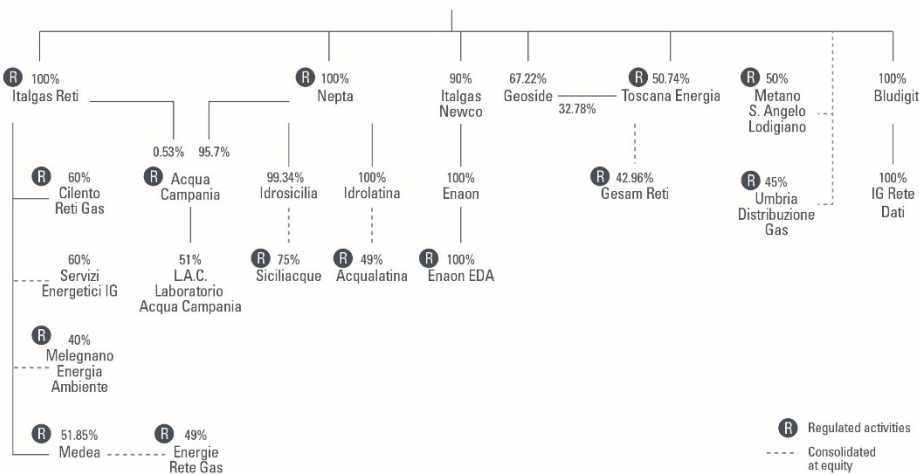 R 100%
Italgas Reti
R 100%
Nepta
90%
Italgas
Newco
67.22%
Geoside
32.78%
R 50.74%
Toscana Energia
R 50%
Metano
S. Angelo
Lodigiano
100%
Bludigit
0.53%
95.7%
R 60%
Cilento
Reti Gas
R Acqua
Campania
99.34%
Idrosicilia
100%
Idrolatina
100%
Enaon
R 42.96%
Gesam Reti
R 45%
Umbria
Distribuzione
Gas
100%
IG Rete
Dati
60%
Servizi
Energetici IG
51%
L.A.C.
Laboratorio
Acqua Campania
R 75%
Siciliacque
R 49%
Acqualatina
R 100%
Enaon EDA
R 40%
Melegnano
Energia
Ambiente
R 51.85%
Medea
R 49%
Energie
Rete Gas
R Regulated activities
Consolidated
at equity